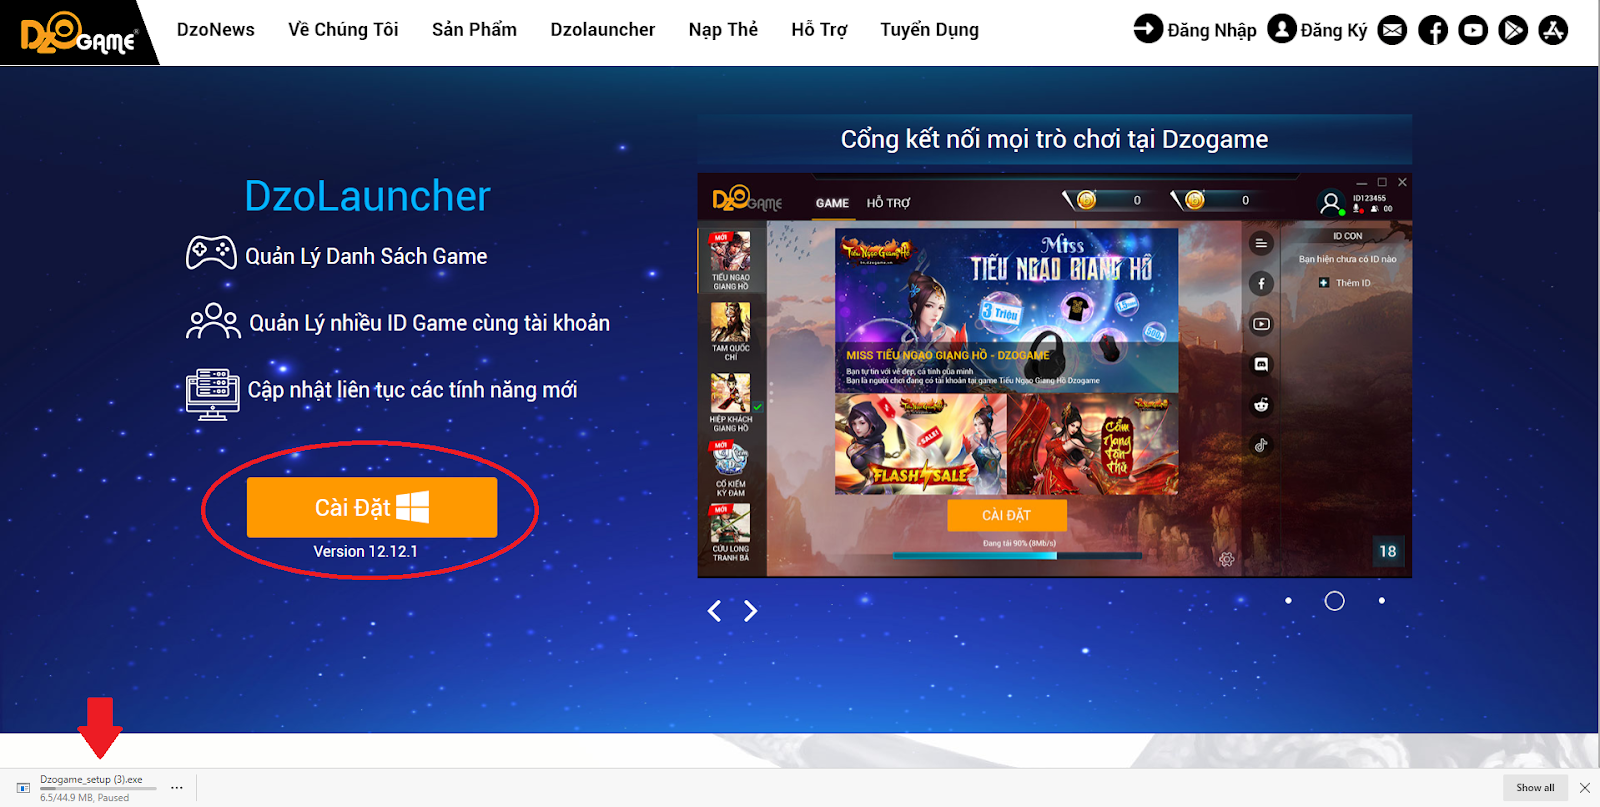 DZOGAME
DzoNews
Về Chúng Tôi
Sản Phẩm
Dzolauncher
Nạp Thẻ
Hỗ Trợ
Tuyển Dụng
Đăng Nhập
Đăng Ký
DzoLauncher
Quản Lý Danh Sách Game
Quản Lý nhiều ID Game cùng tài khoản
Cập nhật liên tục các tính năng mới
Cài Đặt
Version 12.12.1
Cổng kết nối mọi trò chơi tại Dzogame
DZOGAME
GAME
HỖ TRỢ
0
0
ID123455
00
MỚI
TIẾU NGẠO
GIANG HỒ
TAM QUỐC
CHÍ
HIỆP KHÁCH
GIANG HỒ
MỚI
CỔ KIẾM
KỲ ĐÀM
MỚI
CỬU LONG
TRANH BÁ
Tiếu Ngạo Giang Hồ
Miss
TIẾU NGẠO GIANG HỒ
3 Triệu
MISS TIẾU NGẠO GIANG HỒ - DZOGAME
Bạn tự tin với vẻ đẹp, cá tính của mình
Bạn là người chơi đang có tài khoản tại game Tiếu Ngạo Giang Hồ Dzogame
SALE!
FLASH SALE
Cẩm
Nang
Tân
Thủ
CÀI ĐẶT
Đang tải 90% (8Mb/s)
ID CON
Bạn hiện chưa có ID nào
Thêm ID
18
Dzogame_setup (3).exe
6.5/44.9 MB, Paused
Show all